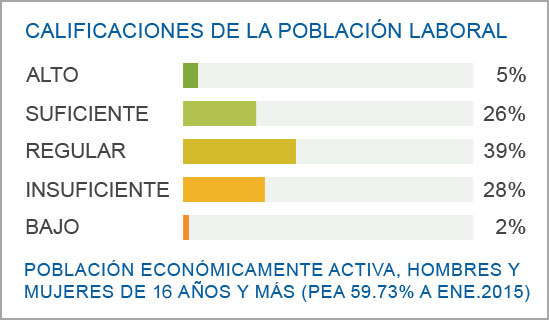 CALIFICACIONES DE LA POBLACIÓN LABORAL
ALTO 5%
SUFICIENTE 26%
REGULAR 39%
INSUFICIENTE 28%
BAJO 2%
POBLACIÓN ECONÓMICAMENTE ACTIVA, HOMBRES Y
MUJERES DE 16 AÑOS Y MÁS (PEA 59.73% A ENE.2015)